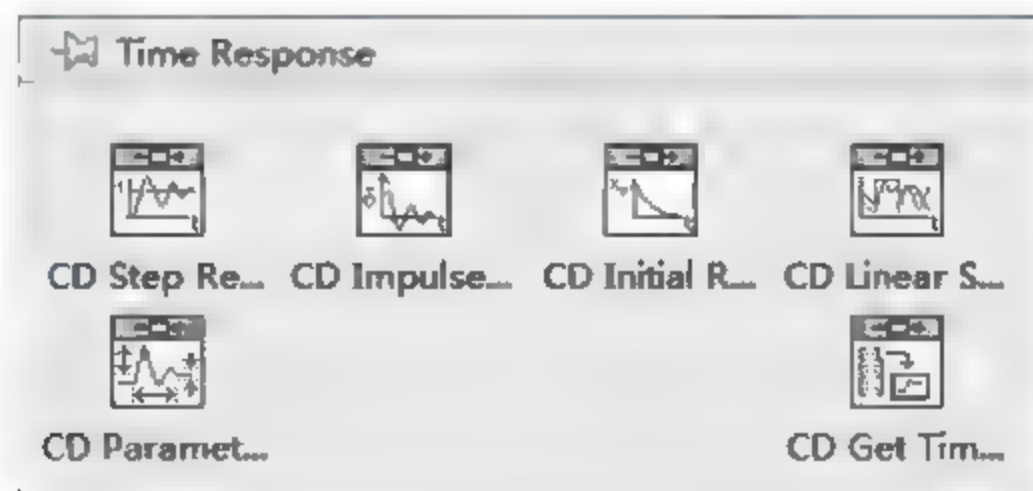 Time Response
CD Step Re... CD Impulse... CD Initial R... CD Linear S...
CD Paramet... CD Get Tim...